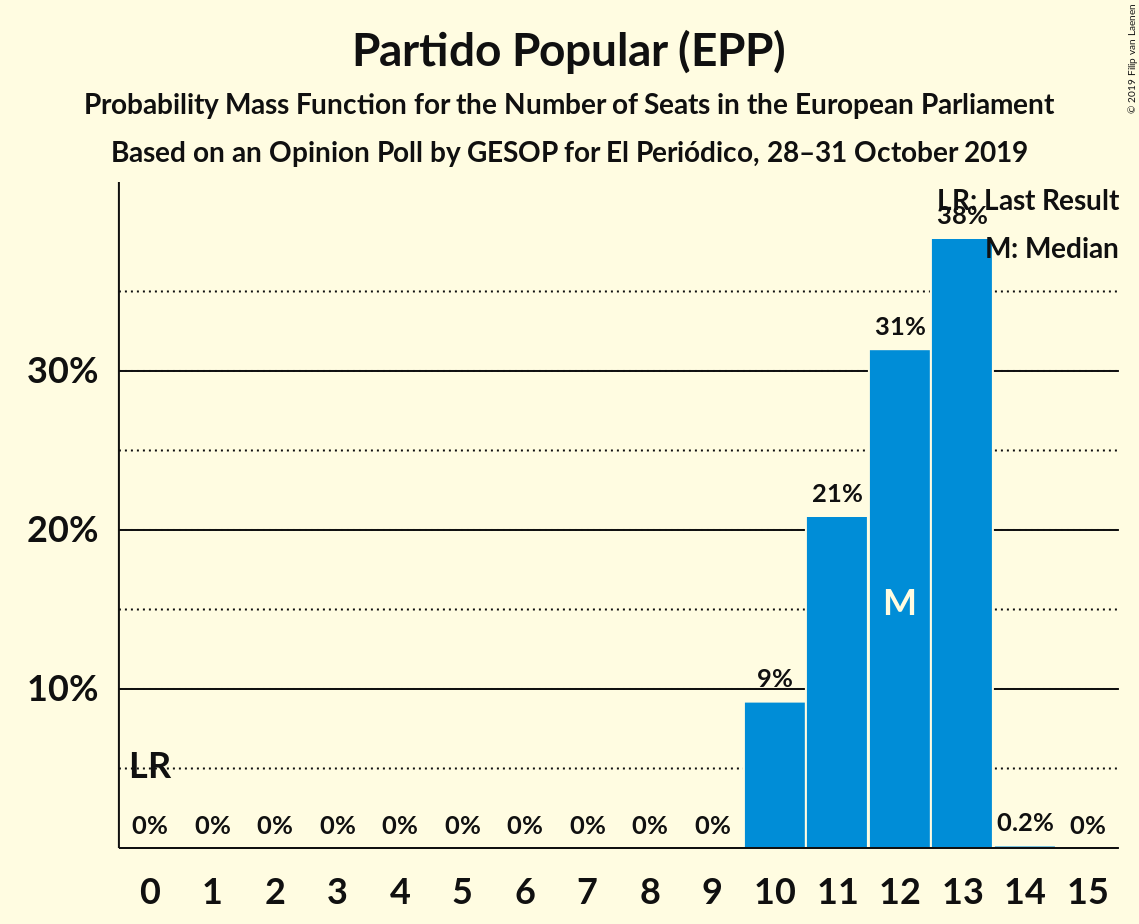 Partido Popular (EPP)
Probability Mass Function for the Number of Seats in the European Parliament
Based on an Opinion Poll by GESOP for El Periódico, 28–31 October 2019
© 2019 Filip van Laenen
LR: Last Result
M: Median
38%
31%
30%
21%
20%
M
9%
10%
LR
0% 0% 0% 0% 0% 0% 0% 0% 0% 0% 0.2% 0%
0 1 2 3 4 5 6 7 8 9 10 11 12 13 14 15